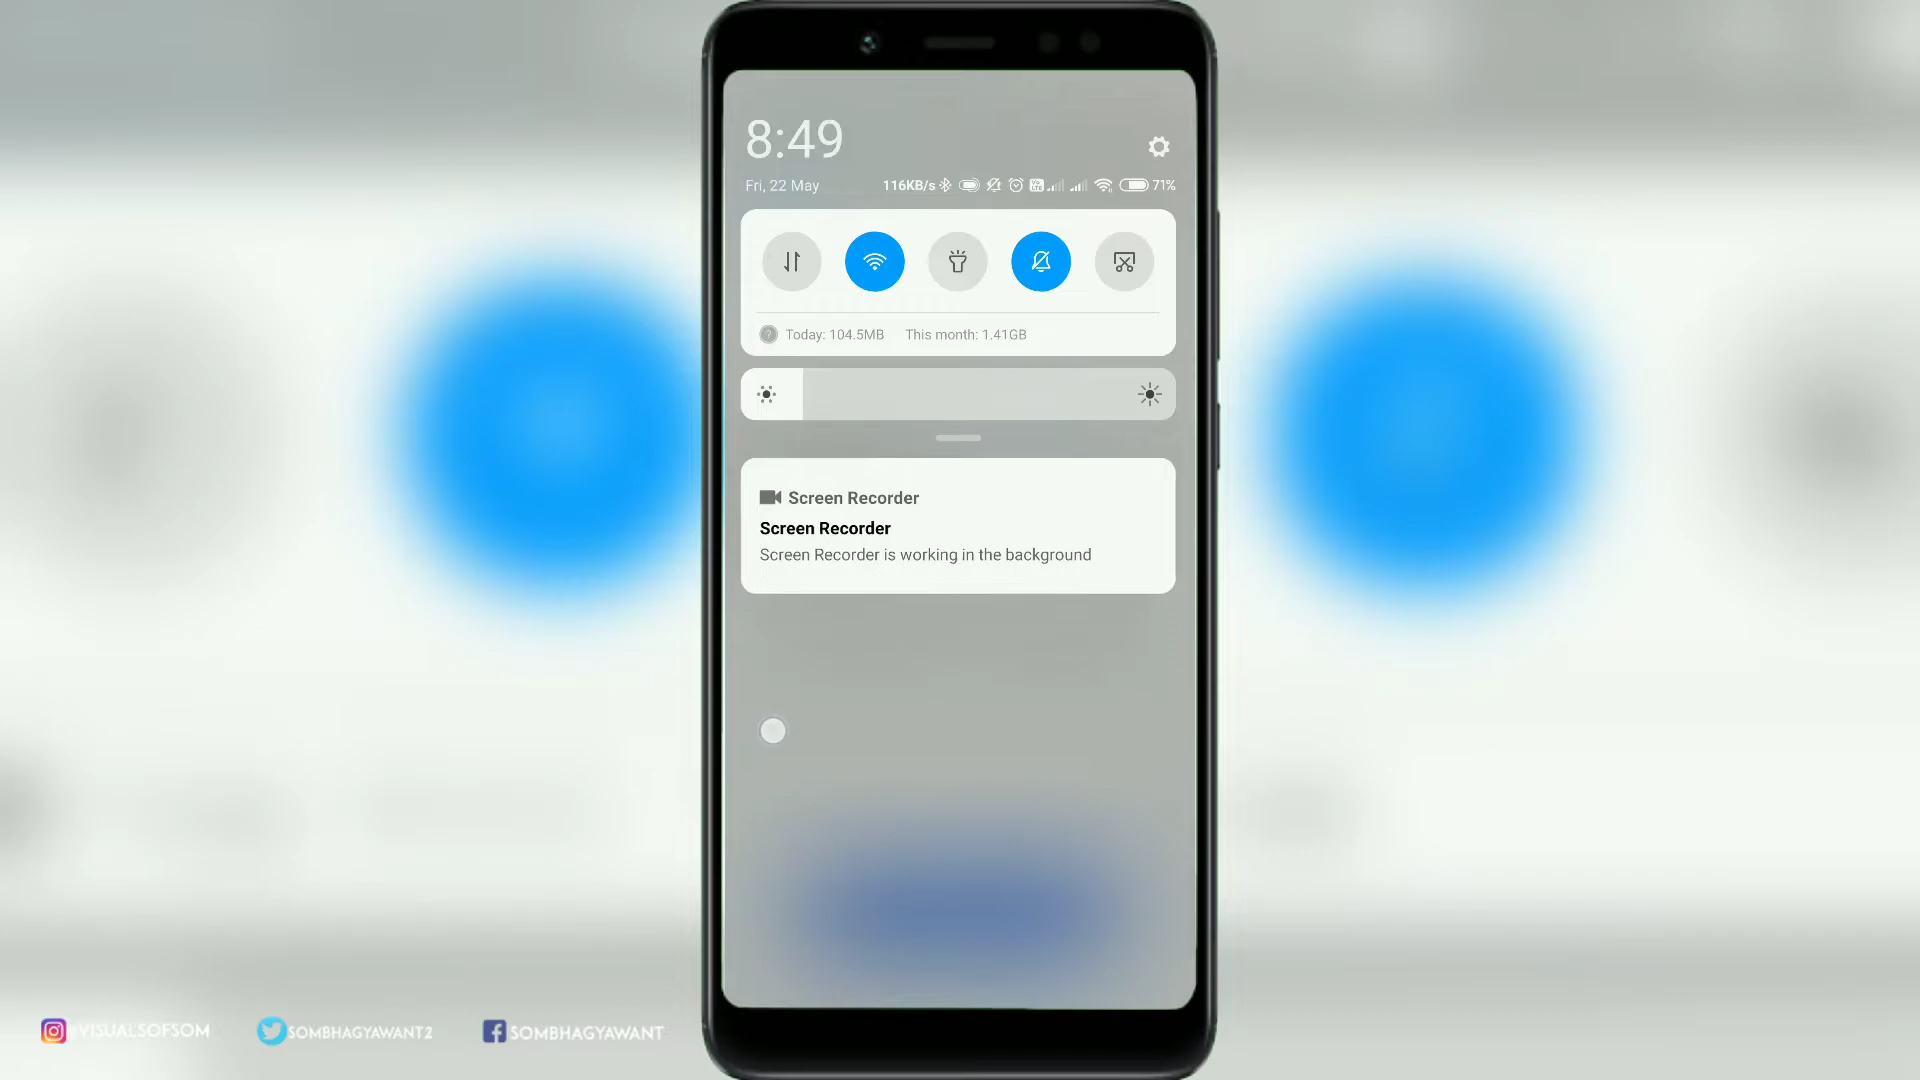 8:49
Fri, 22 May
116KB/s
71%
Today: 104.5MB This month: 1.41GB
Screen Recorder
Screen Recorder
Screen Recorder is working in the background
VISUALSOFSOM
SOMBHAGYAWANT2
SOMBHAGYAWANT